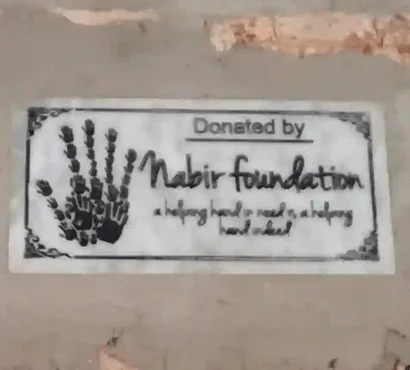 Donated by
Nabir foundation
a helping hand in need is a helping
hand indeed